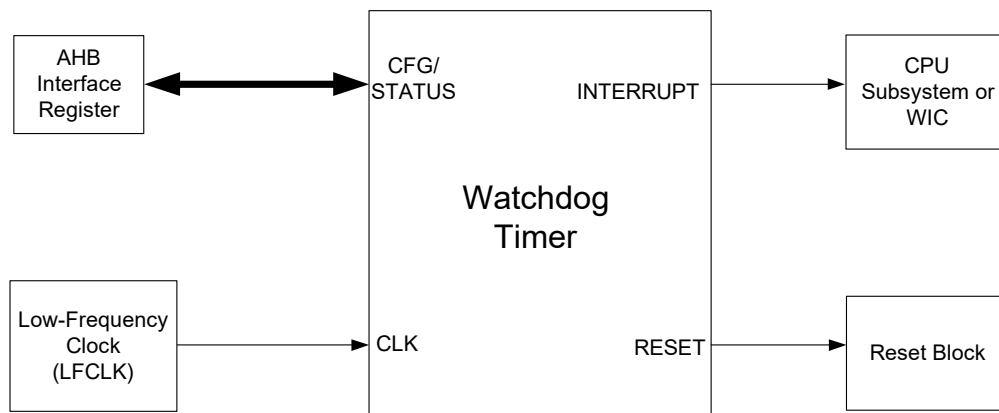 AHB
Interface
Register
CFG/
STATUS
INTERRUPT
CPU
Subsystem or
WIC
Watchdog
Timer
Low-Frequency
Clock
(LFCLK)
CLK
RESET
Reset Block